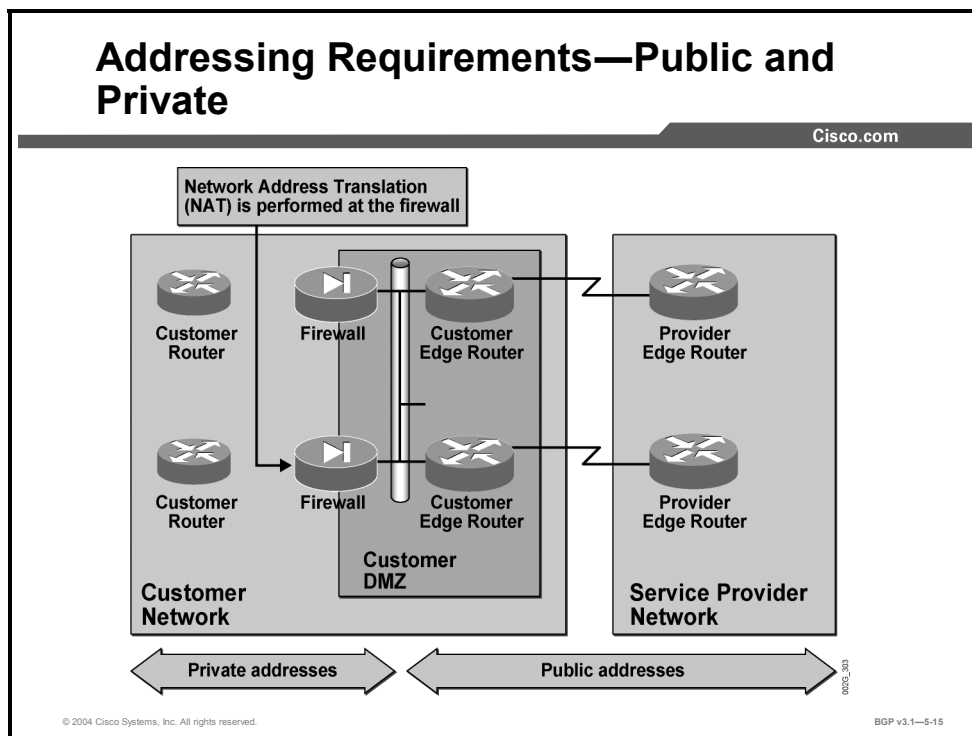 Addressing Requirements—Public and
Private
Cisco.com
Network Address Translation
(NAT) is performed at the firewall
Customer
Router
Firewall
Customer
Edge Router
Provider
Edge Router
Customer
Router
Firewall
Customer
Edge Router
Provider
Edge Router
Customer
DMZ
Customer
Network
Service Provider
Network
Private addresses
Public addresses
002G_303
© 2004 Cisco Systems, Inc. All rights reserved.
BGP v3.1—5-15